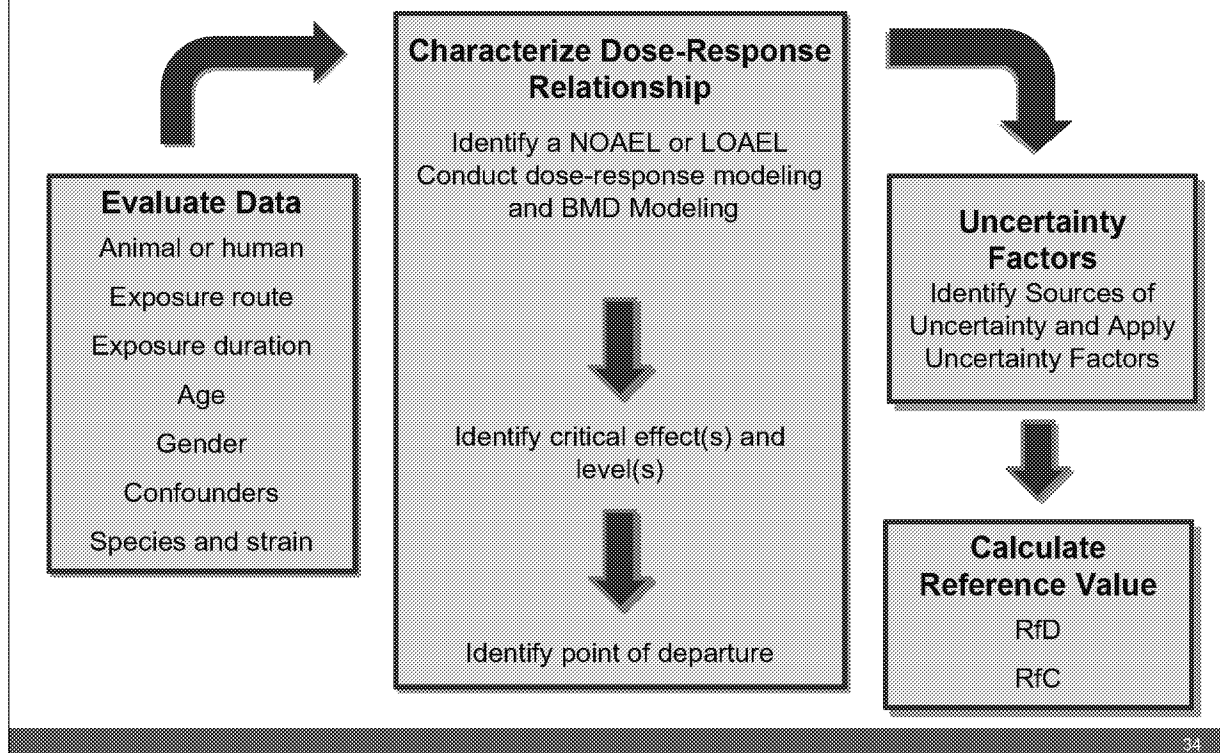 Evaluate Data
Animal or human
Exposure route
Exposure duration
Age
Gender
Confounders
Species and strain
Characterize Dose-Response
Relationship
Identify a NOAEL or LOAEL
Conduct dose-response modeling
and BMD Modeling
Identify critical effect(s) and
level(s)
Identify point of departure
Uncertainty
Factors
Identify Sources of
Uncertainty and Apply
Uncertainty Factors
Calculate
Reference Value
RfD
RfC
34